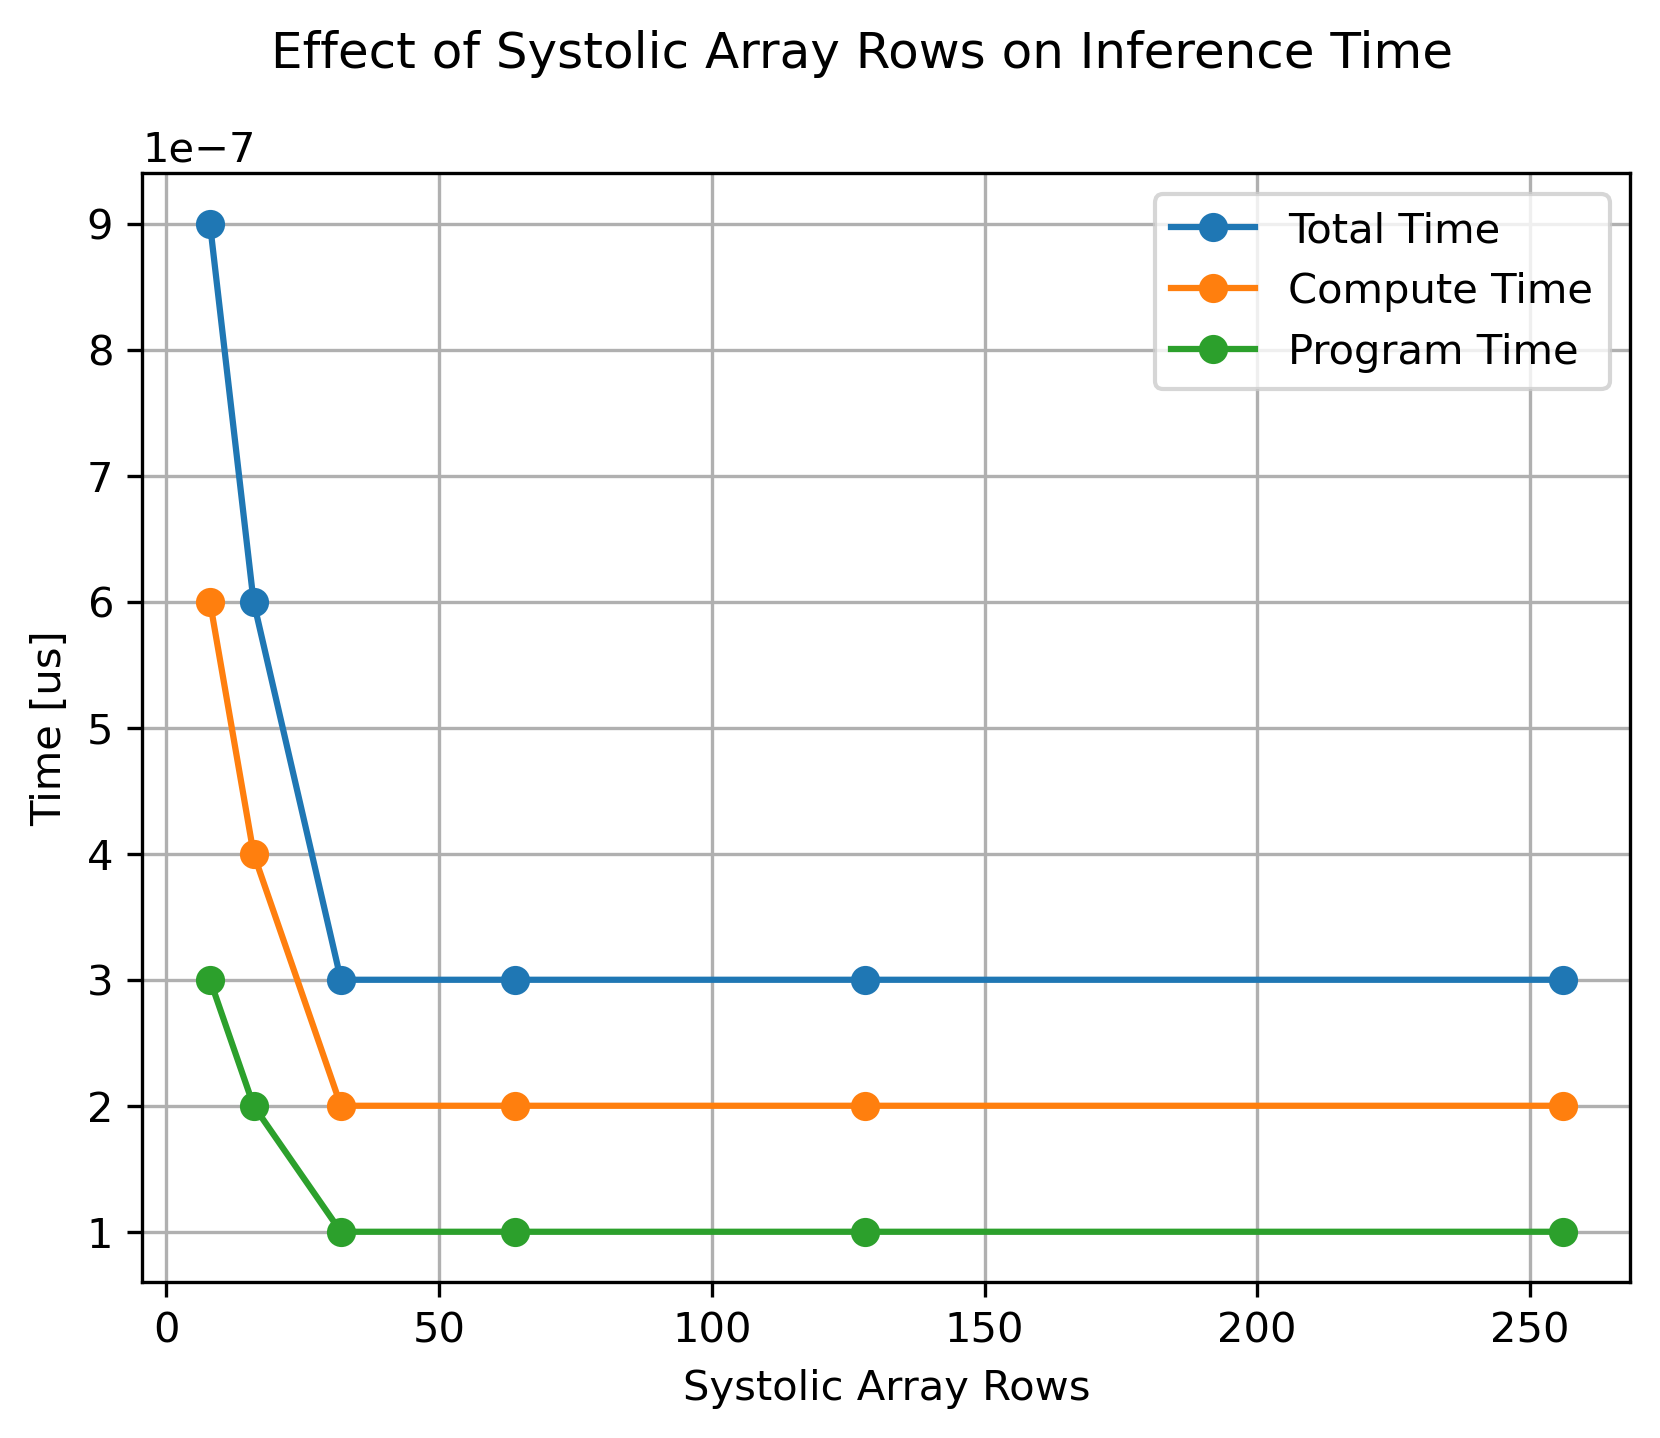 Effect of Systolic Array Rows on Inference Time
1e−7
9
8
7
6
5
4
3
2
1
Time [us]
Total Time
Compute Time
Program Time
0 50 100 150 200 250
Systolic Array Rows